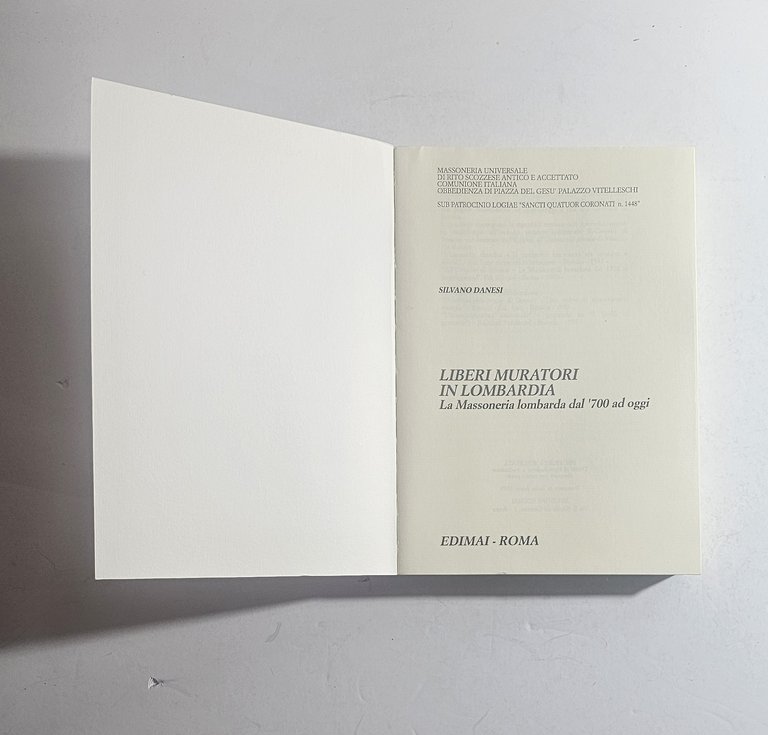 MASSONERIA UNIVERSALE
DI RITO SCOZZESE ANTICO E ACCETTATO
COMUNIONE ITALIANA
OBBEDIENZA DI PIAZZA DEL GESU' PALAZZO VITELLESCHI
SUB PATROCINIO LOGIAE "SANCTI QUATUOR CORONATI n. 1448"
SILVANO DANESI
LIBERI MURATORI
IN LOMBARDIA
La Massoneria lombarda dal '700 ad oggi
EDIMAI - ROMA